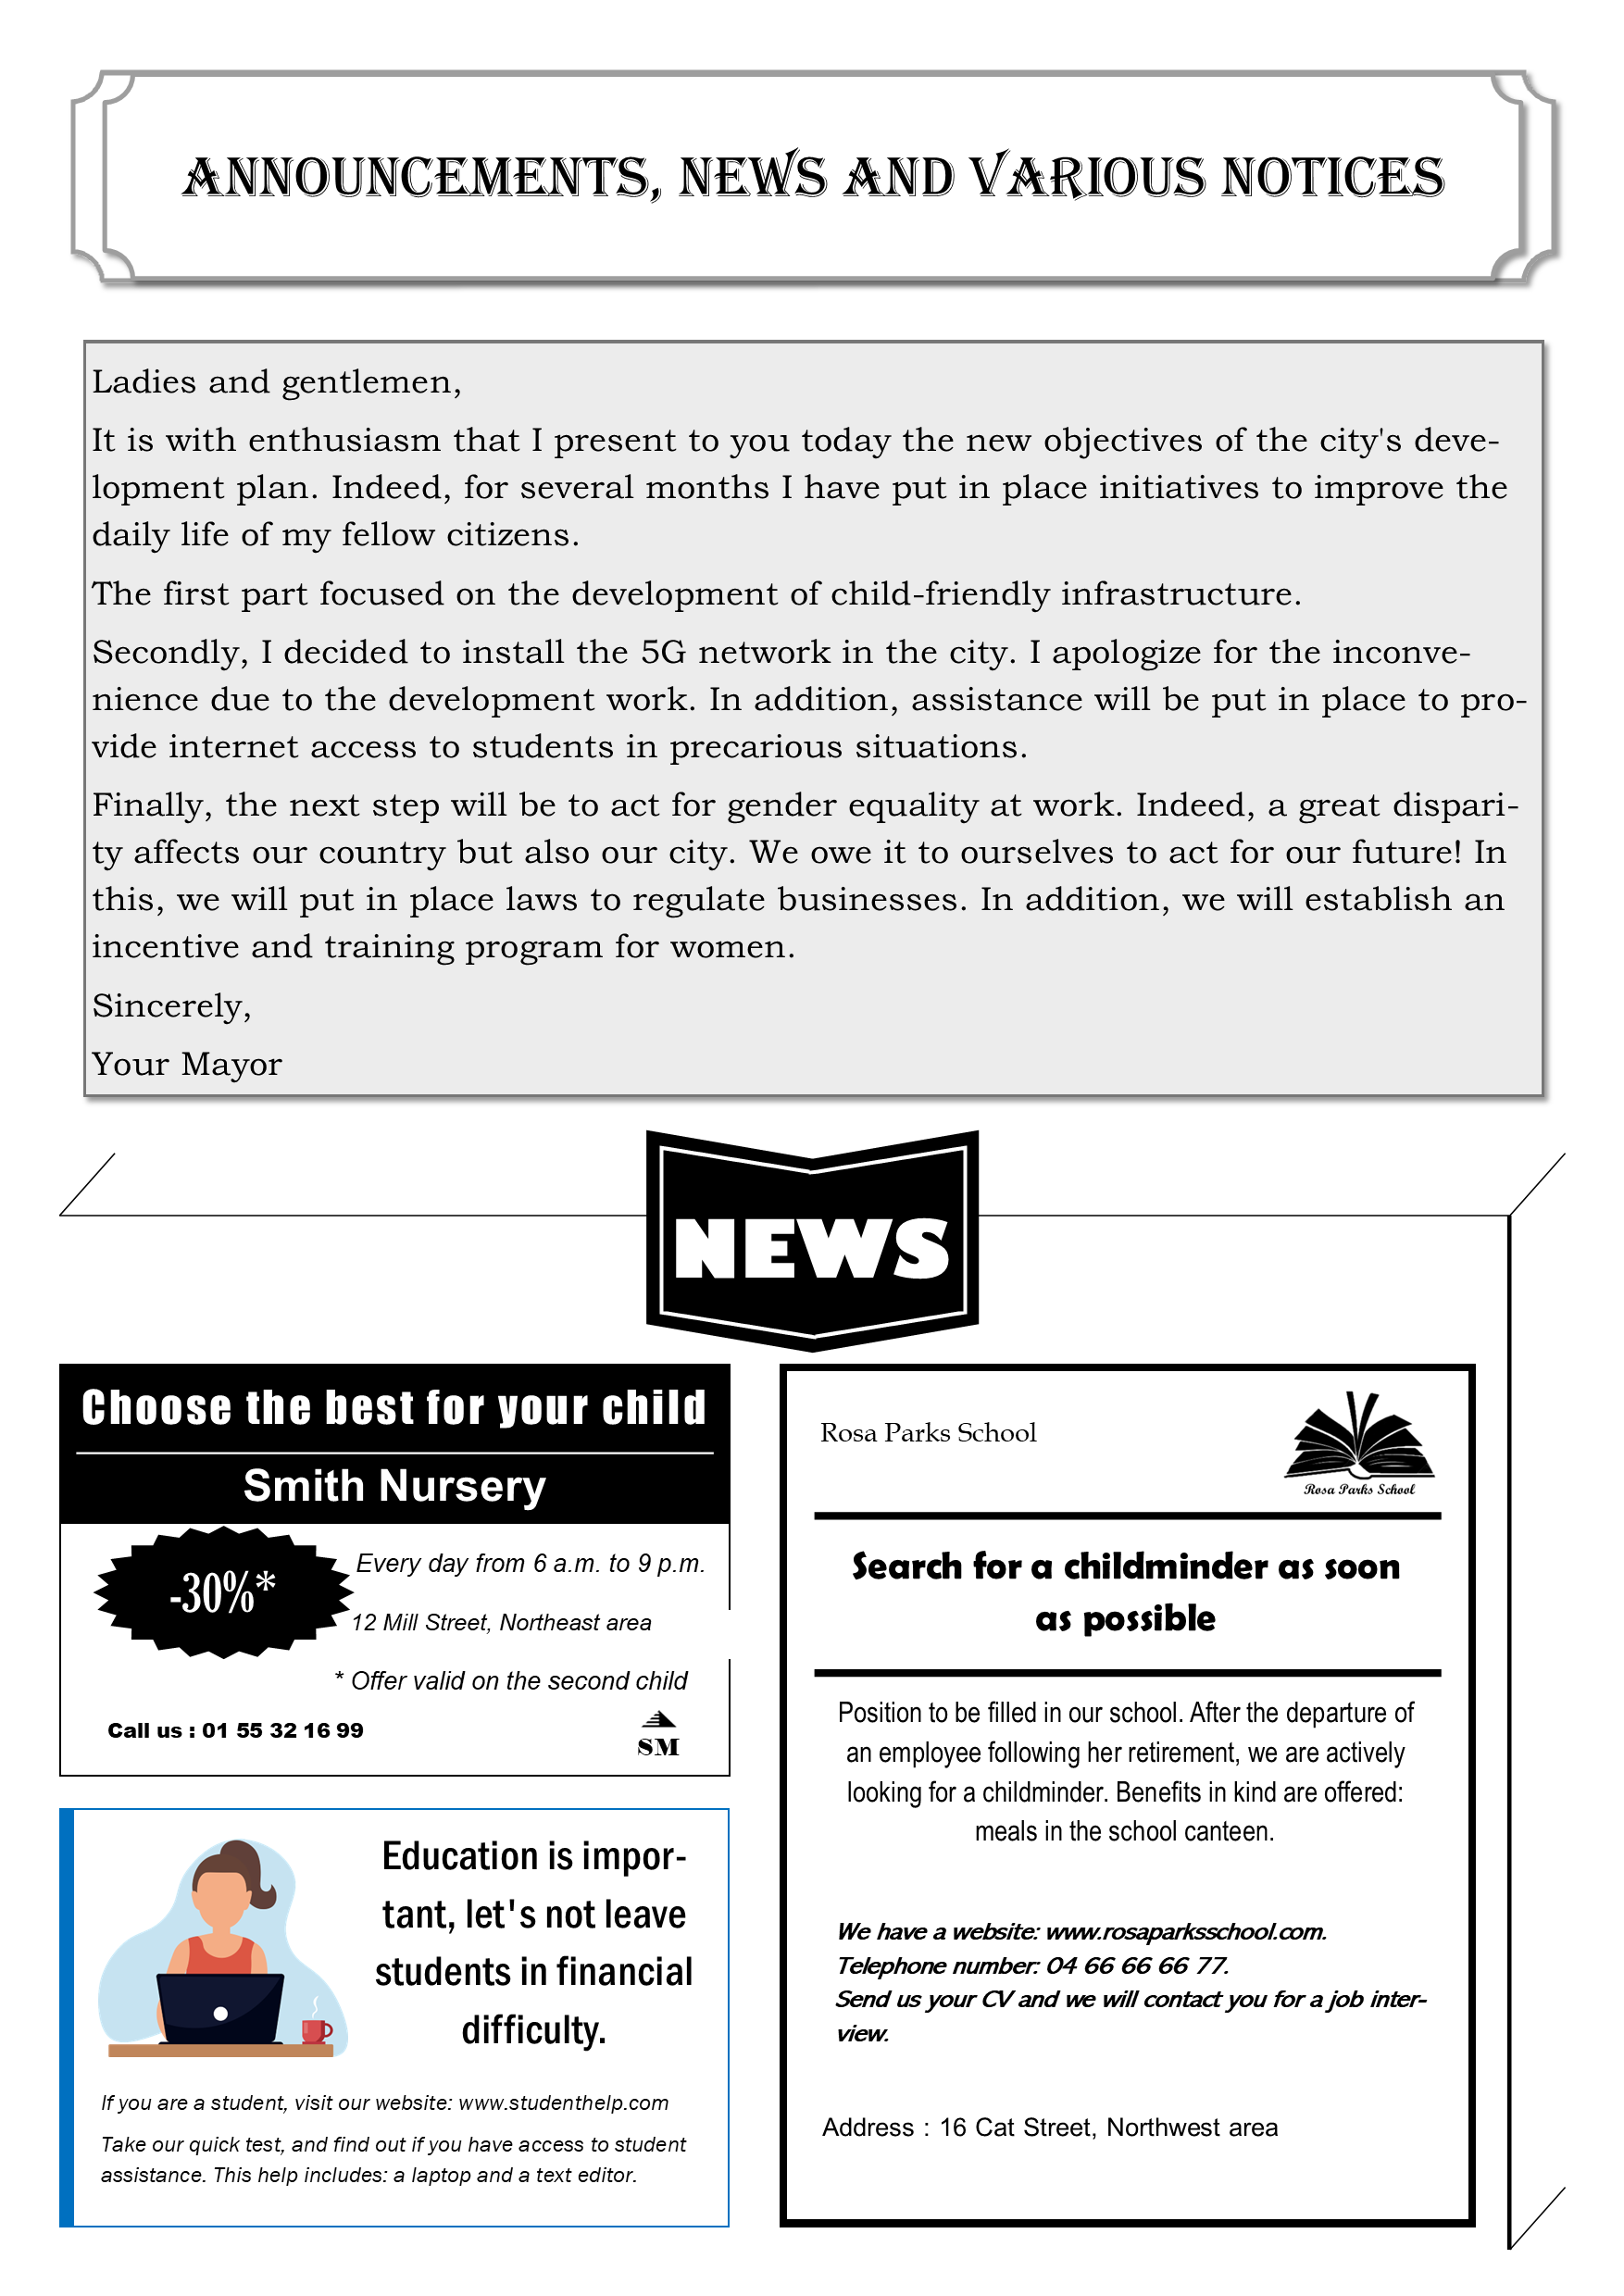 ANNOUNCEMENTS, NEWS AND VARIOUS NOTICES
Ladies and gentlemen,
It is with enthusiasm that I present to you today the new objectives of the city's deve-
lopment plan. Indeed, for several months I have put in place initiatives to improve the
daily life of my fellow citizens.
The first part focused on the development of child-friendly infrastructure.
Secondly, I decided to install the 5G network in the city. I apologize for the inconve-
nience due to the development work. In addition, assistance will be put in place to pro-
vide internet access to students in precarious situations.
Finally, the next step will be to act for gender equality at work. Indeed, a great dispari-
ty affects our country but also our city. We owe it to ourselves to act for our future! In
this, we will put in place laws to regulate businesses. In addition, we will establish an
incentive and training program for women.
Sincerely,
Your Mayor
NEWS
Choose the best for your child
Smith Nursery
-30%*
Every day from 6 a.m. to 9 p.m.
12 Mill Street, Northeast area
* Offer valid on the second child
Call us : 01 55 32 16 99
SM
Education is impor-
tant, let's not leave
students in financial
difficulty.
If you are a student, visit our website: www.studenthelp.com
Take our quick test, and find out if you have access to student
assistance. This help includes: a laptop and a text editor.
Rosa Parks School
Rosa Parks School
Search for a childminder as soon
as possible
Position to be filled in our school. After the departure of
an employee following her retirement, we are actively
looking for a childminder. Benefits in kind are offered:
meals in the school canteen.
We have a website: www.rosaparksschool.com.
Telephone number: 04 66 66 66 77.
Send us your CV and we will contact you for a job inter-
view.
Address : 16 Cat Street, Northwest area